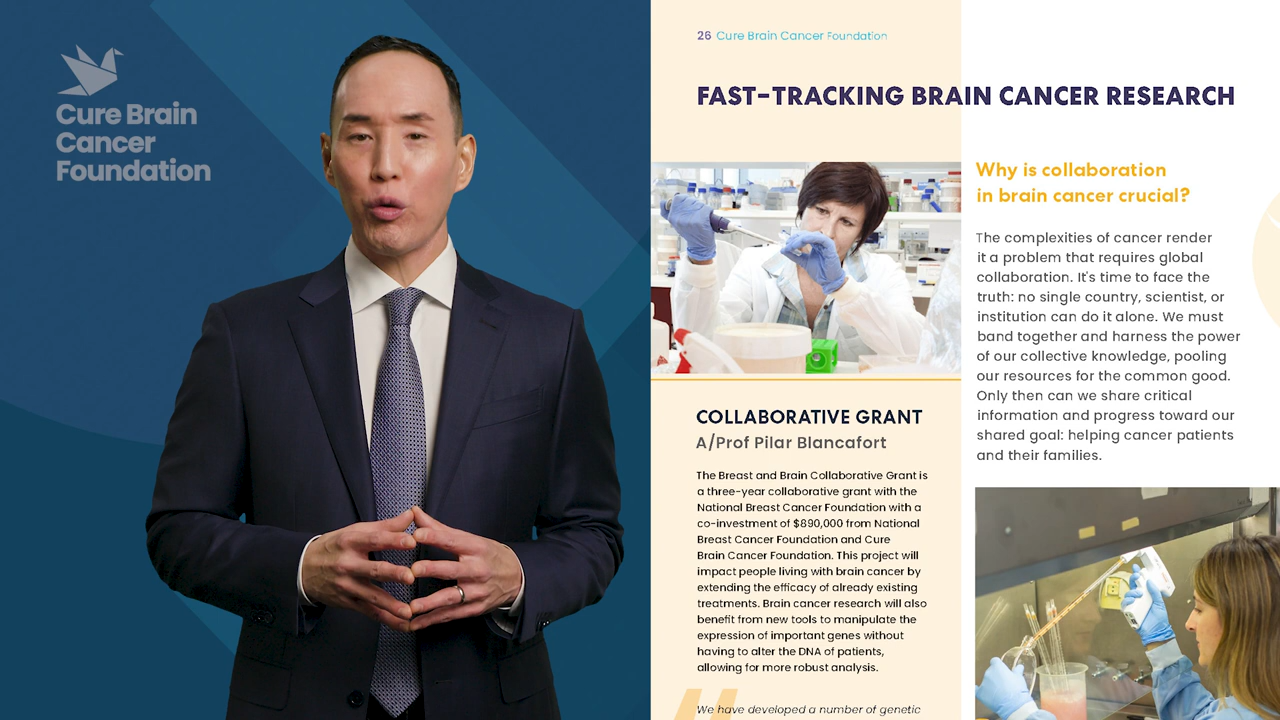 Cure Brain
Cancer
Foundation
26 Cure Brain Cancer Foundation
FAST-TRACKING BRAIN CANCER RESEARCH
COLLABORATIVE GRANT
A/Prof Pilar Blancafort
The Breast and Brain Collaborative Grant is
a three-year collaborative grant with the
National Breast Cancer Foundation with a
co-investment of $890,000 from National
Breast Cancer Foundation and Cure
Brain Cancer Foundation. This project will
impact people living with brain cancer by
extending the efficacy of already existing
treatments. Brain cancer research will also
benefit from new tools to manipulate the
expression of important genes without
having to alter the DNA of patients,
allowing for more robust analysis.
We have developed a number of genetic
Why is collaboration
in brain cancer crucial?
The complexities of cancer render
it a problem that requires global
collaboration. It's time to face the
truth: no single country, scientist, or
institution can do it alone. We must
band together and harness the power
of our collective knowledge, pooling
our resources for the common good.
Only then can we share critical
information and progress toward our
shared goal: helping cancer patients
and their families.